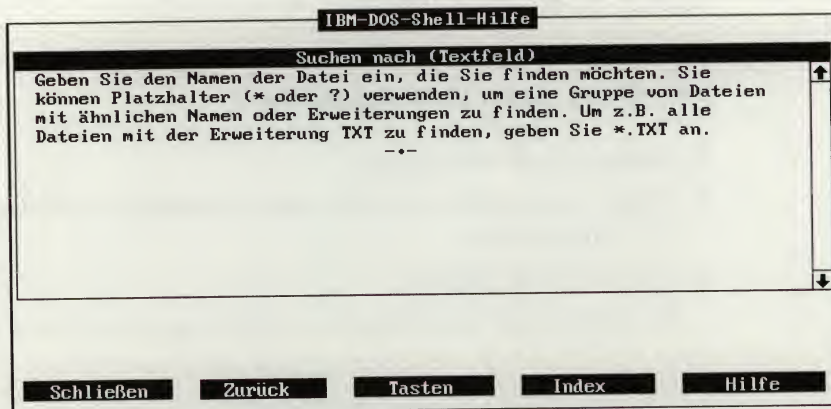 IBM-DOS-Shell-Hilfe
Suchen nach (Textfeld)
Geben Sie den Namen der Datei ein, die Sie finden möchten. Sie
können Platzhalter (* oder ?) verwenden, um eine Gruppe von Dateien
mit ähnlichen Namen oder Erweiterungen zu finden. Um z.B. alle
Dateien mit der Erweiterung TXT zu finden, geben Sie *.TXT an.
-•-
Schließen Zurück Tasten Index Hilfe